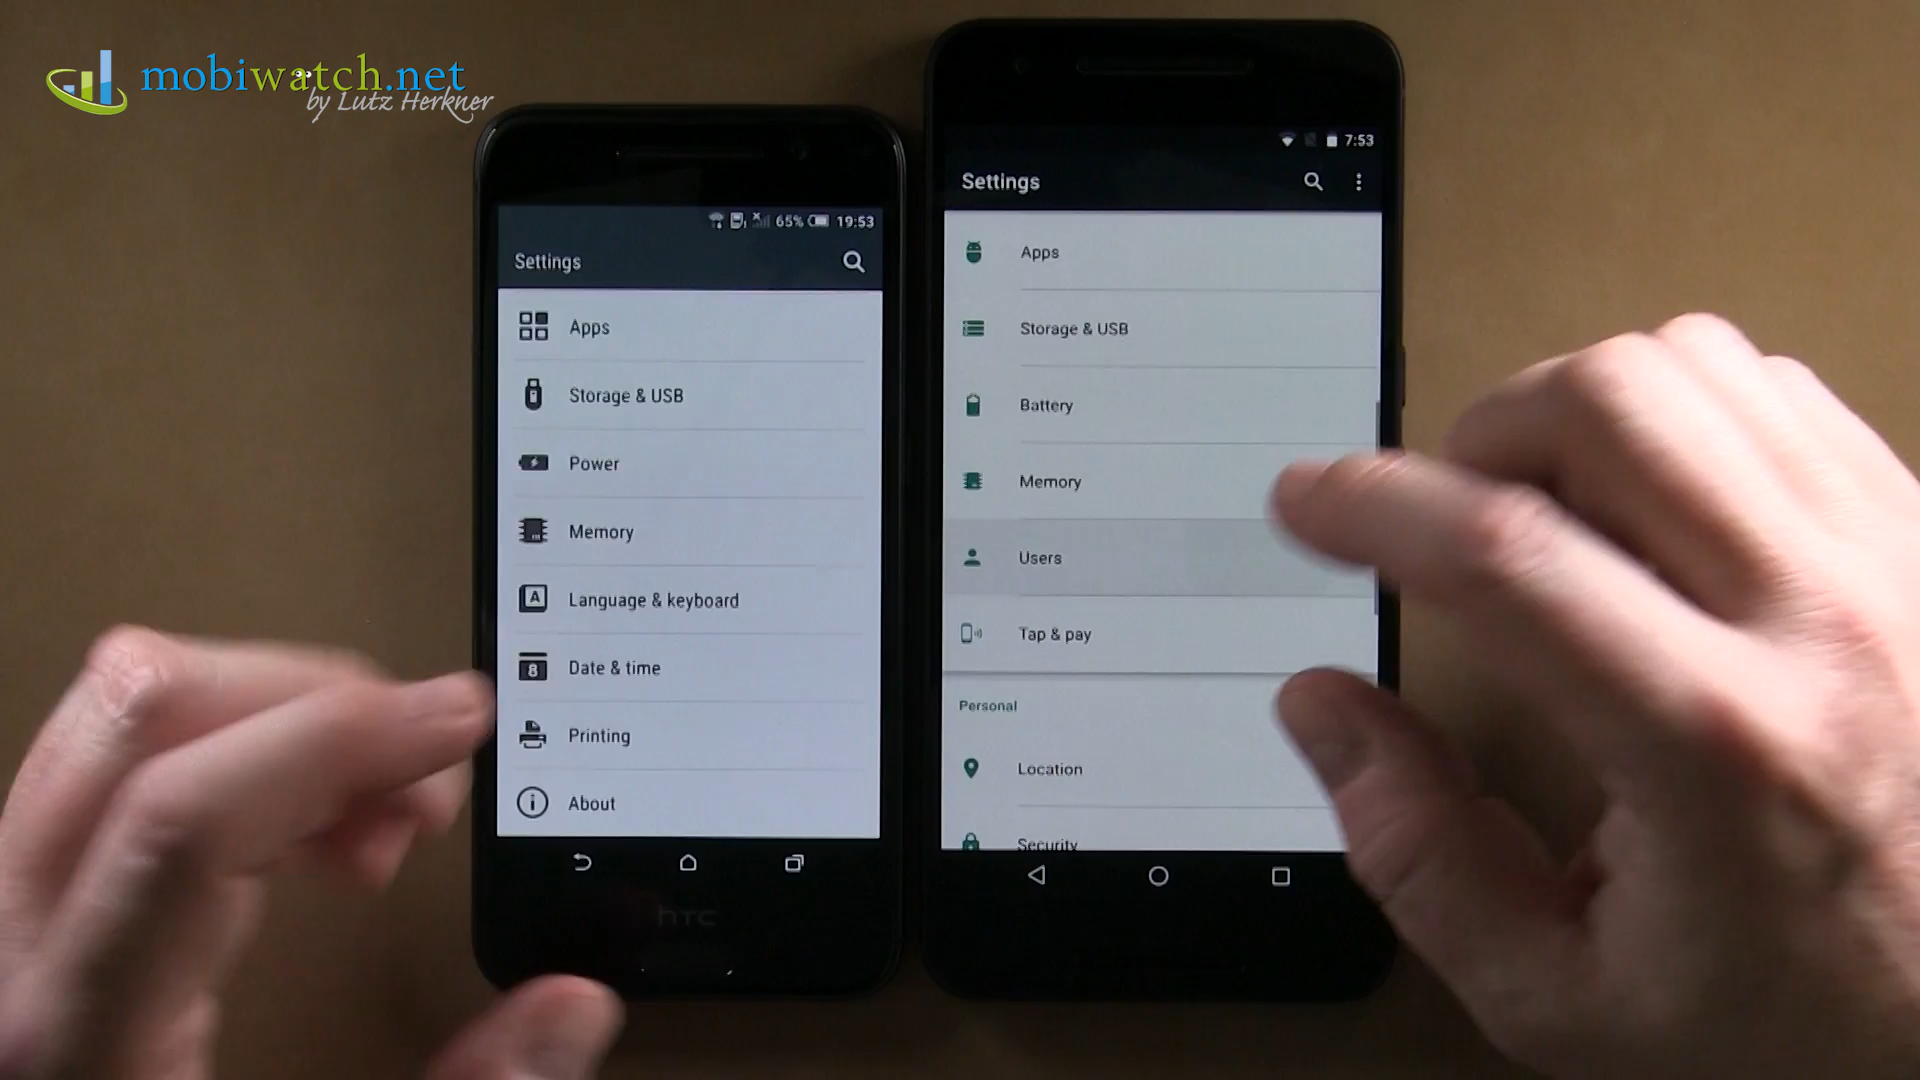 mobiwatch.net
by Lutz Herkner
65% 19:53
Settings
Apps
Storage & USB
Power
Memory
Language & keyboard
Date & time
Printing
About
hTC
7:53
Settings
Apps
Storage & USB
Battery
Memory
Users
Tap & pay
Personal
Location
Security